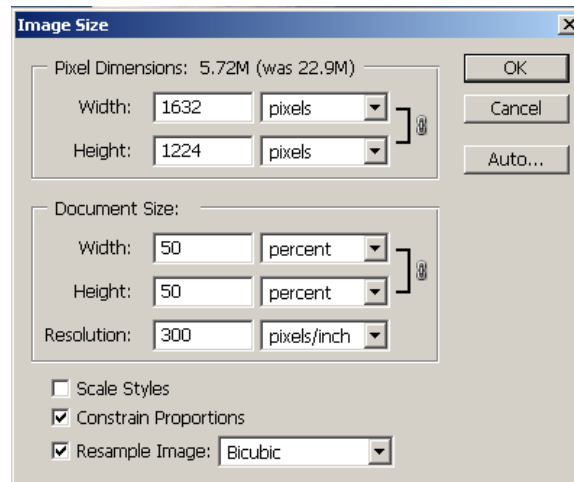 Image Size
Pixel Dimensions: 5.72M (was 22.9M)
OK
Width: 1632 pixels
Cancel
Height: 1224 pixels
Auto...
Document Size:
Width: 50 percent
Height: 50 percent
Resolution: 300 pixels/inch
Scale Styles
Constrain Proportions
Resample Image: Bicubic